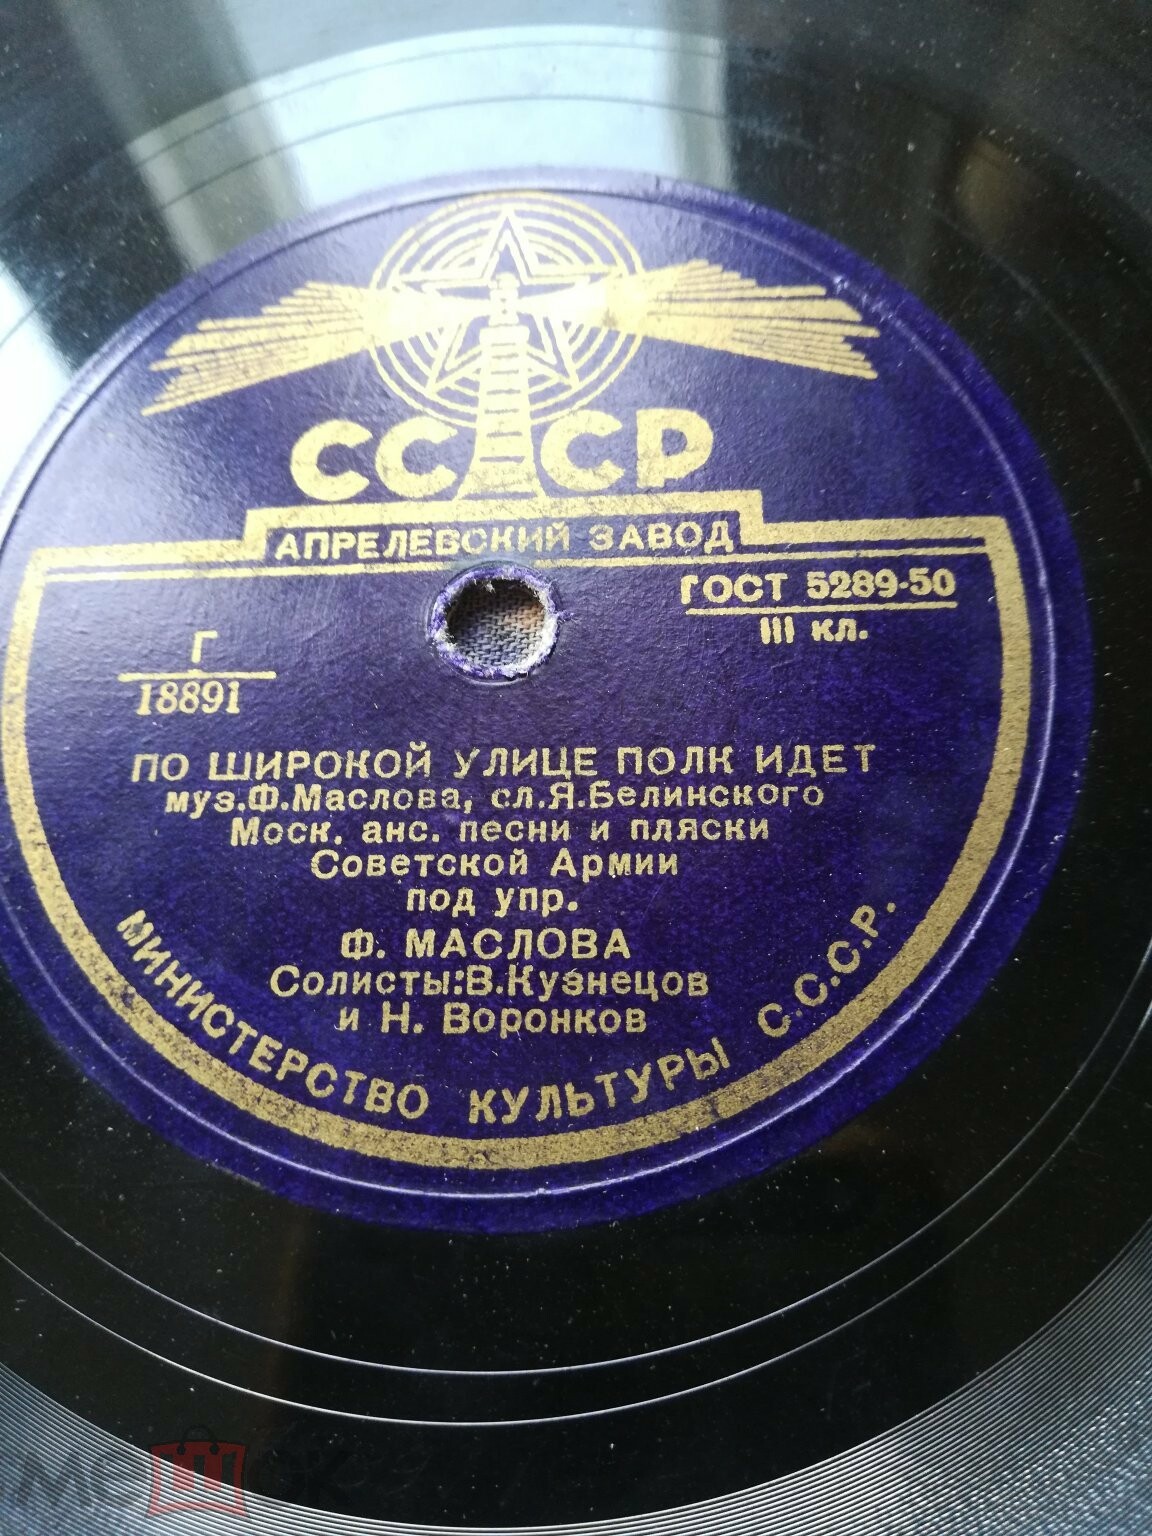 СССР
АПРЕЛЕВСКИЙ ЗАВОД
ГОСТ 5289-50
III кл.
Г
18891
ПО ШИРОКОЙ УЛИЦЕ ПОЛК ИДЕТ
муз.Ф.Маслова, сл.Я.Белинского
Моск. анс. песни и пляски
Советской Армии
под упр.
Ф. МАСЛОВА
Солисты:В.Кузнецов
и Н. Воронков
МИНИСТЕРСТВО КУЛЬТУРЫ С.С.С.Р.
МЕШОК